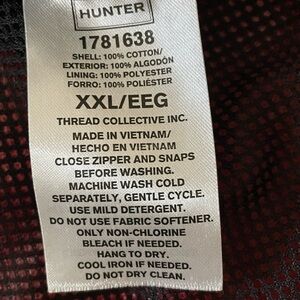 HUNTER
1781638
SHELL: 100% COTTON/
EXTERIOR: 100% ALGODÓN
LINING: 100% POLYESTER
FORRO: 100% POLIÉSTER
XXL/EEG
THREAD COLLECTIVE INC.
MADE IN VIETNAM/
HECHO EN VIETNAM
CLOSE ZIPPER AND SNAPS
BEFORE WASHING.
MACHINE WASH COLD
SEPARATELY, GENTLE CYCLE.
USE MILD DETERGENT.
DO NOT USE FABRIC SOFTENER.
ONLY NON-CHLORINE
BLEACH IF NEEDED.
HANG TO DRY.
COOL IRON IF NEEDED.
DO NOT DRY CLEAN.